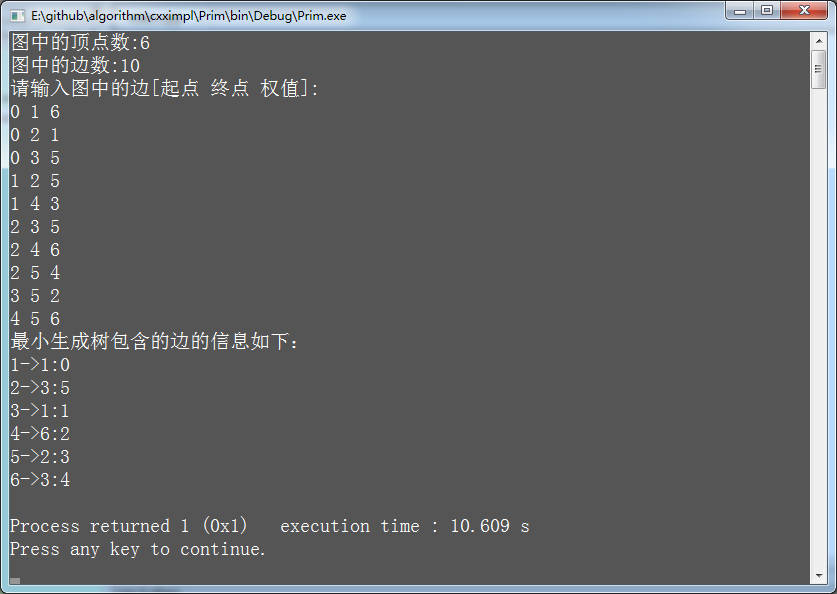 E:\github\algorithm\cxximpl\Prim\bin\Debug\Prim.exe
图中的顶点数:6
图中的边数:10
请输入图中的边[起点 终点 权值]:
0 1 6
0 2 1
0 3 5
1 2 5
1 4 3
2 3 5
2 4 6
2 5 4
3 5 2
4 5 6
最小生成树包含的边的信息如下:
1->1:0
2->3:5
3->1:1
4->6:2
5->2:3
6->3:4
Process returned 1 (0x1)   execution time : 10.609 s
Press any key to continue.